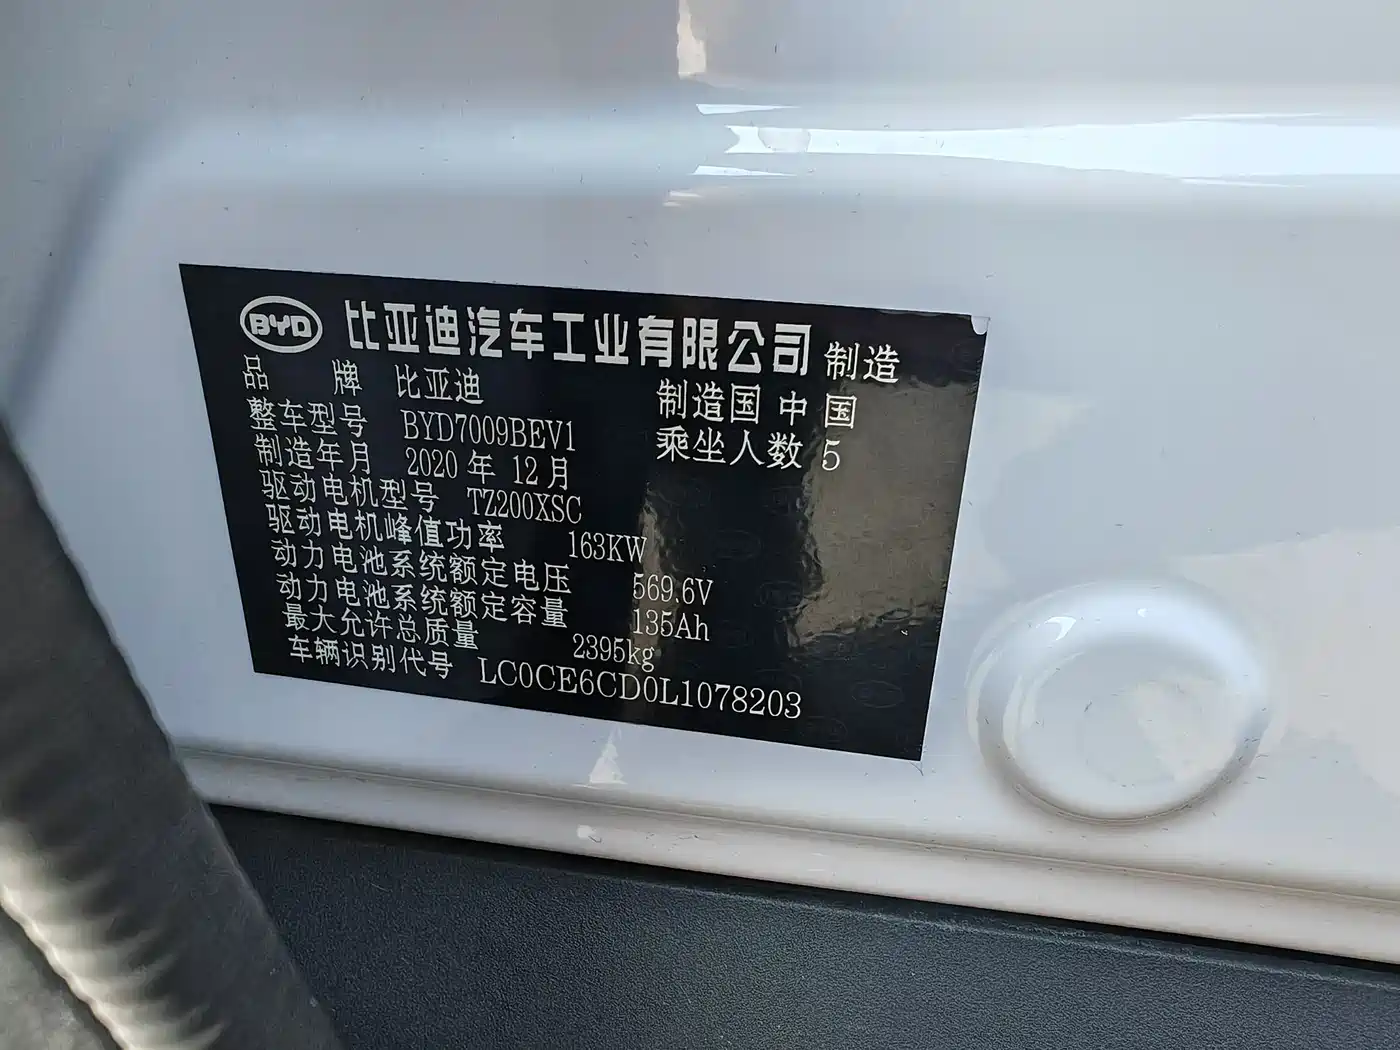 BYD 比亚迪汽车工业有限公司 制造
品 牌 比亚迪 制造国 中国
整车型号 BYD7009BEV1 乘坐人数 5
制造年月 2020 年 12 月
驱动电机型号 TZ200XSC
驱动电机峰值功率 163KW
动力电池系统额定电压 569.6V
动力电池系统额定容量 135Ah
最大允许总质量 2395kg
车辆识别代号 LC0CE6CD0L1078203